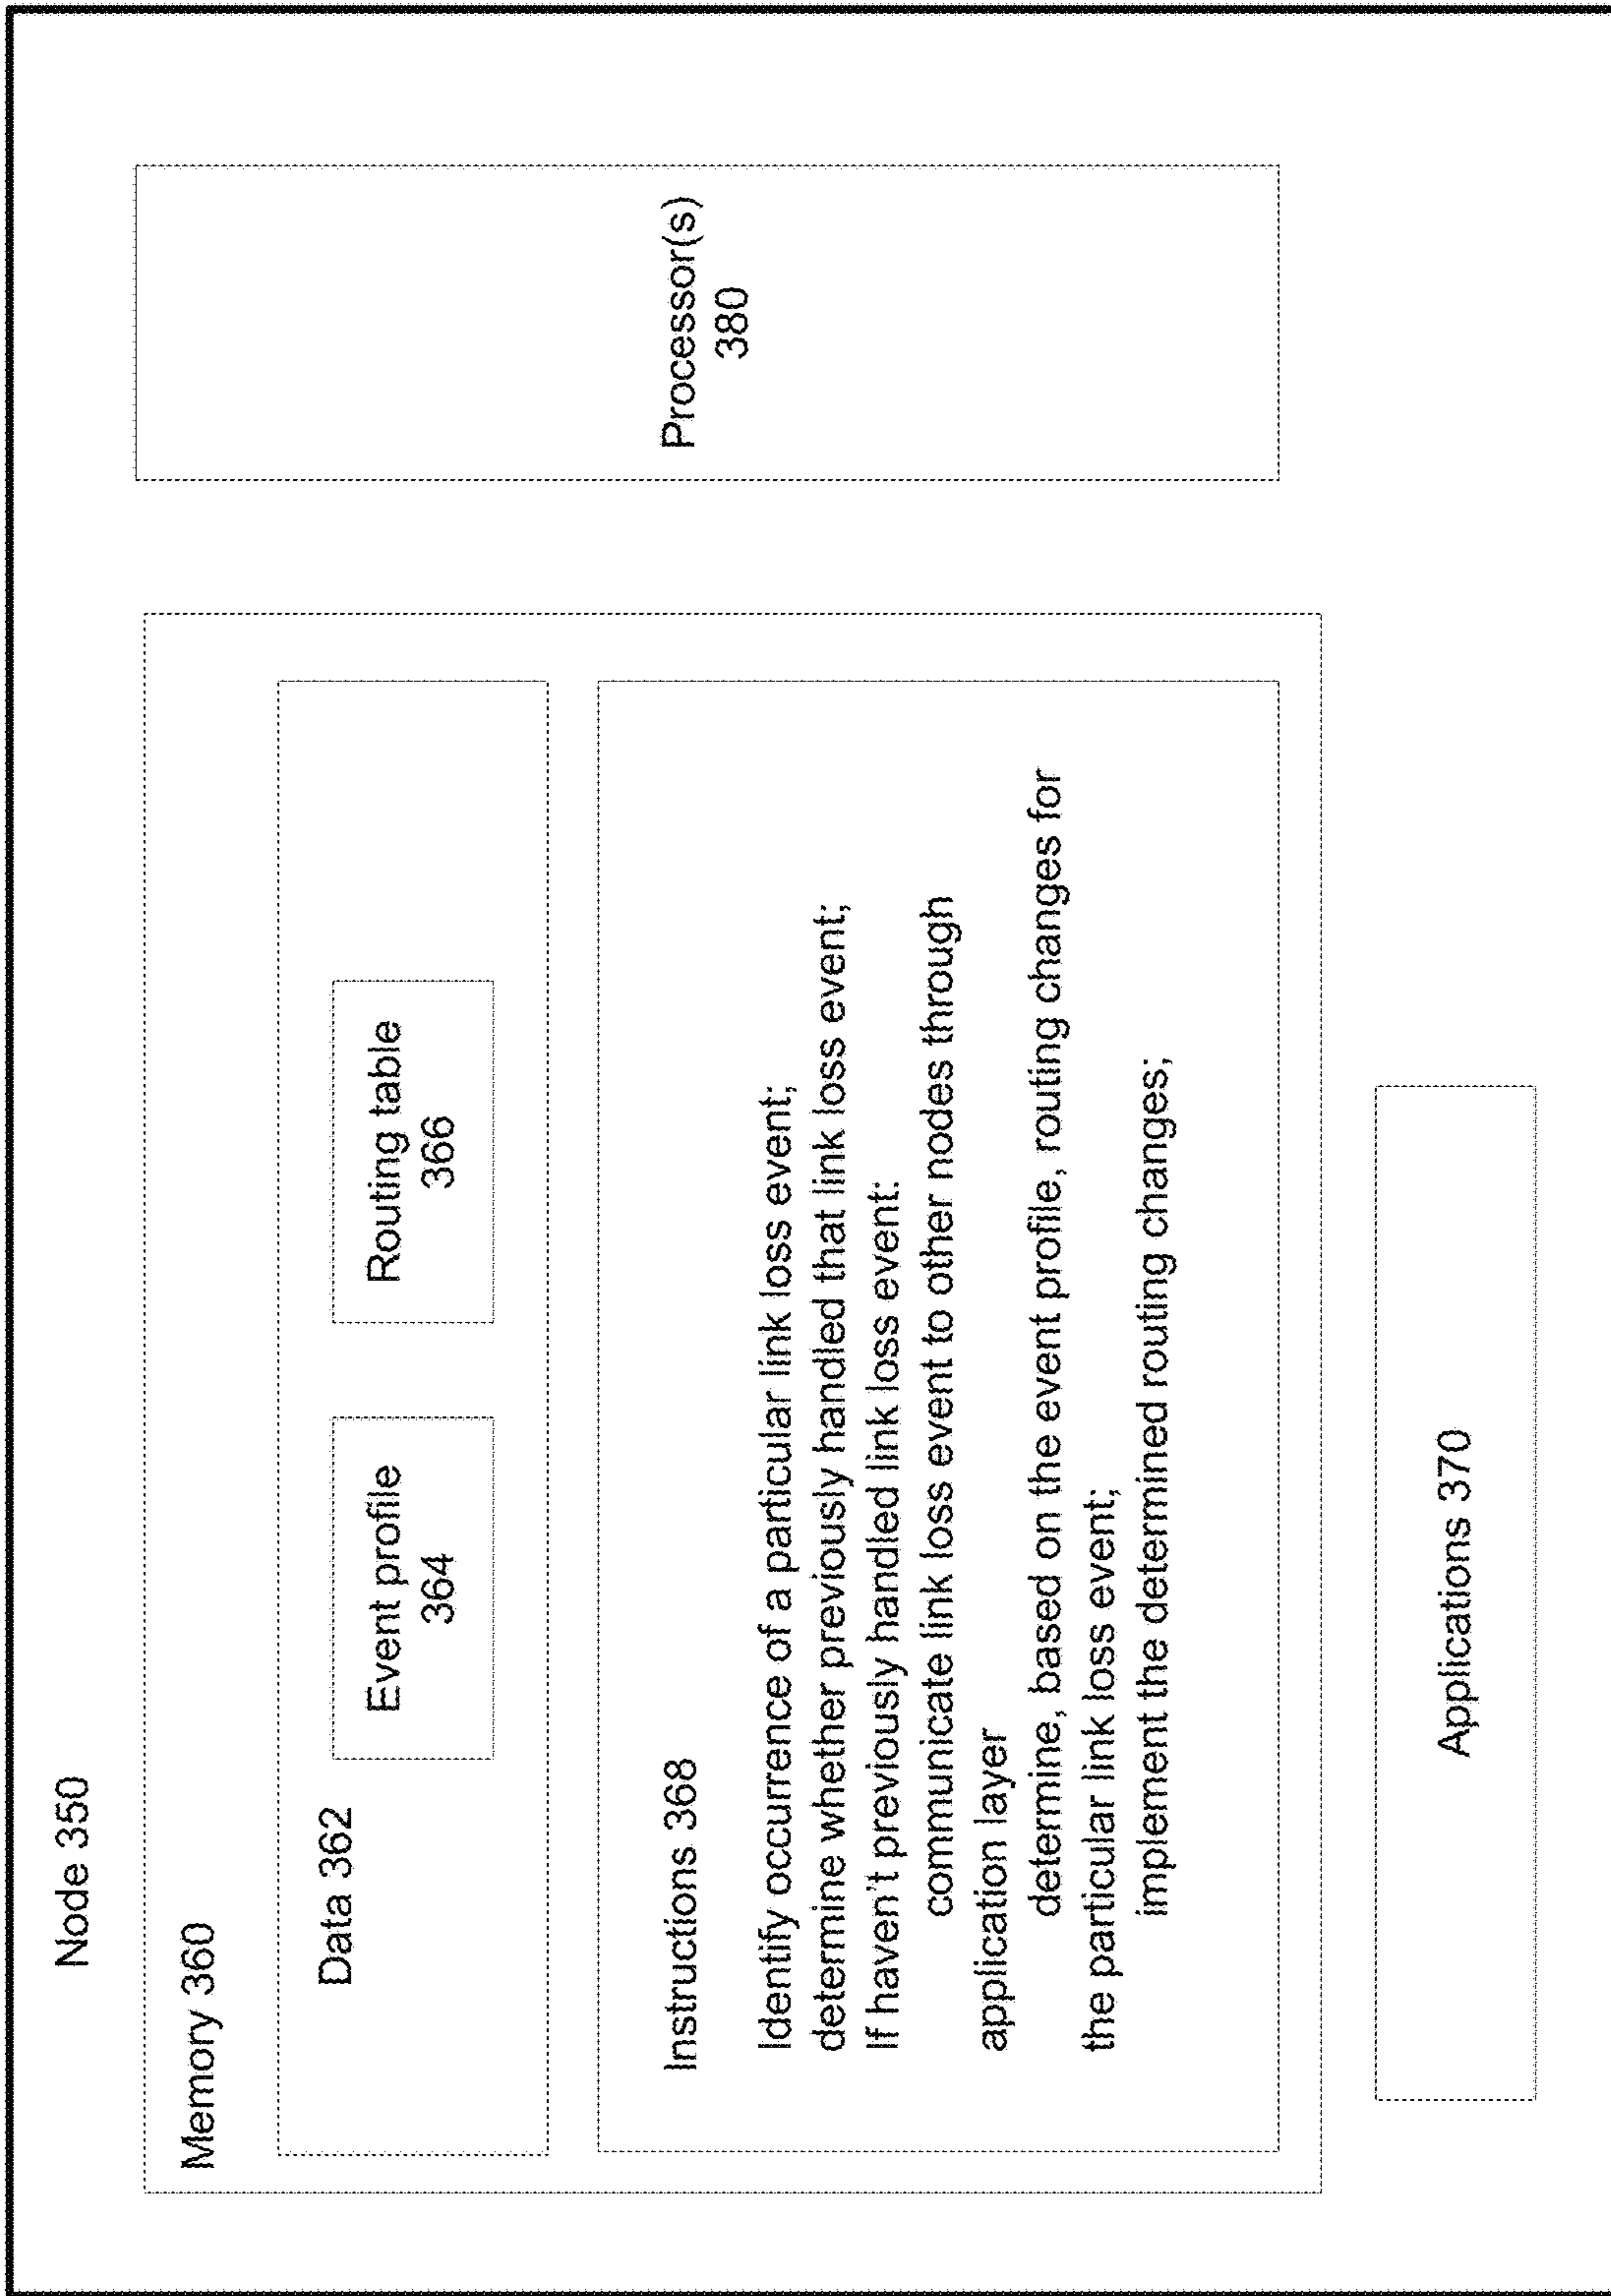 Node 350
Memory 360
Data 362
Event profile
364
Routing table
366
Instructions 368
Identify occurrence of a particular link loss event;
determine whether previously handled that link loss event;
If haven't previously handled link loss event:
communicate link loss event to other nodes through
application layer
determine, based on the event profile, routing changes for
the particular link loss event;
implement the determined routing changes;
Processor(s)
380
Applications 370